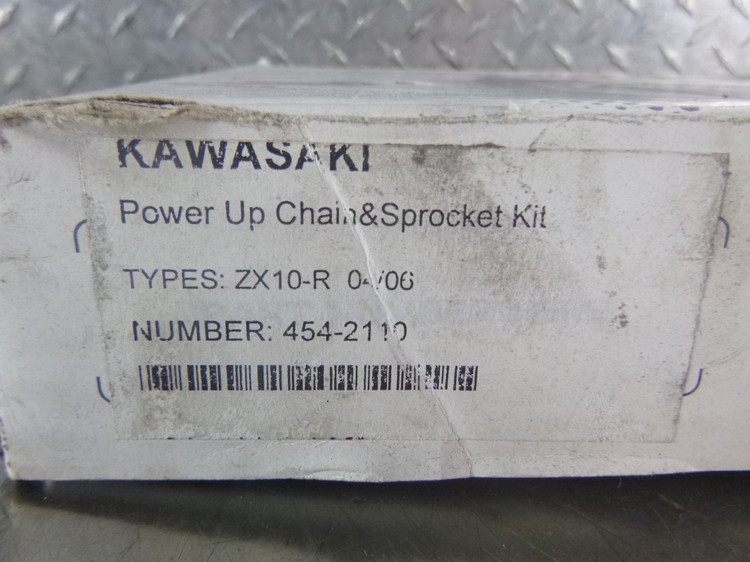 KAWASAKI
Power Up Chain&Sprocket Kit
TYPES: ZX10-R 04/06
NUMBER: 454-2110